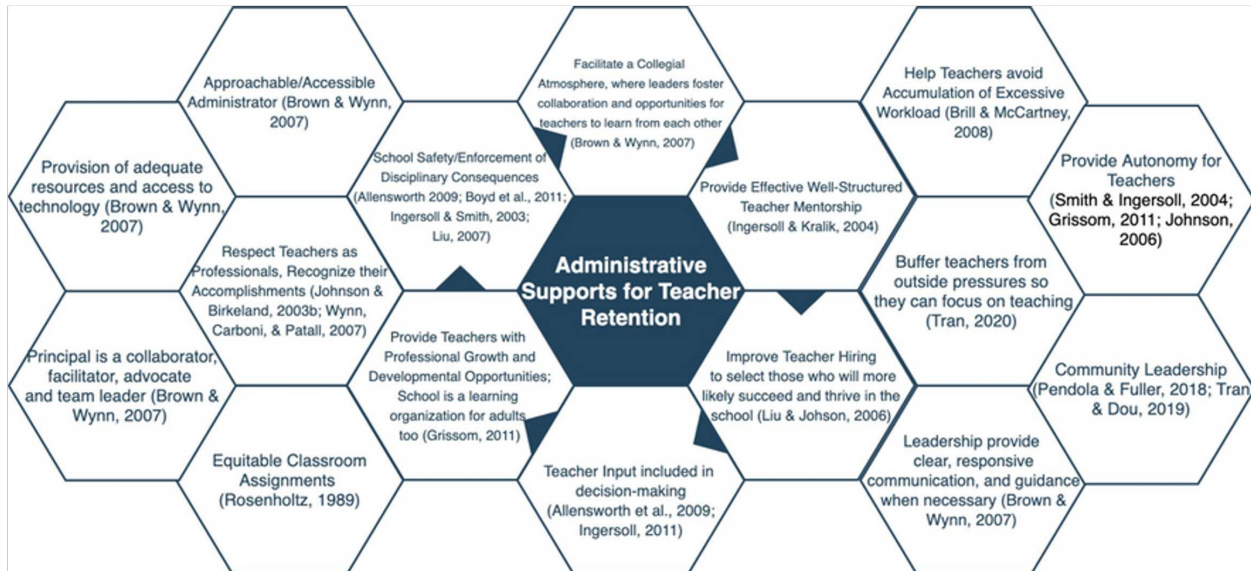 Approachable/Accessible
Administrator (Brown & Wynn,
2007)
Provision of adequate
resources and access to
technology (Brown & Wynn,
2007)
Respect Teachers as
Professionals, Recognize their
Accomplishments (Johnson &
Birkeland, 2003b; Wynn,
Carboni, & Patall, 2007)
Principal is a collaborator,
facilitator, advocate
and team leader (Brown &
Wynn, 2007)
Equitable Classroom
Assignments
(Rosenholtz, 1989)
School Safety/Enforcement of
Disciplinary Consequences
(Allensworth 2009; Boyd et al., 2011;
Ingersoll & Smith, 2003;
Liu, 2007)
Provide Teachers with
Professional Growth and
Developmental Opportunities;
School is a learning
organization for adults
too (Grissom, 2011)
Facilitate a Collegial
Atmosphere, where leaders foster
collaboration and opportunities for
teachers to learn from each other
(Brown & Wynn, 2007)
Administrative
Supports for Teacher
Retention
Teacher Input included in
decision-making
(Allensworth et al., 2009;
Ingersoll, 2011)
Provide Effective Well-Structured
Teacher Mentorship
(Ingersoll & Kralik, 2004)
Improve Teacher Hiring
to select those who will more
likely succeed and thrive in the
school (Liu & Johson, 2006)
Help Teachers avoid
Accumulation of Excessive
Workload (Brill & McCartney,
2008)
Buffer teachers from
outside pressures so
they can focus on teaching
(Tran, 2020)
Leadership provide
clear, responsive
communication, and guidance
when necessary (Brown &
Wynn, 2007)
Provide Autonomy for
Teachers
(Smith & Ingersoll, 2004;
Grissom, 2011; Johnson,
2006)
Community Leadership
(Pendola & Fuller, 2018; Tran
& Dou, 2019)